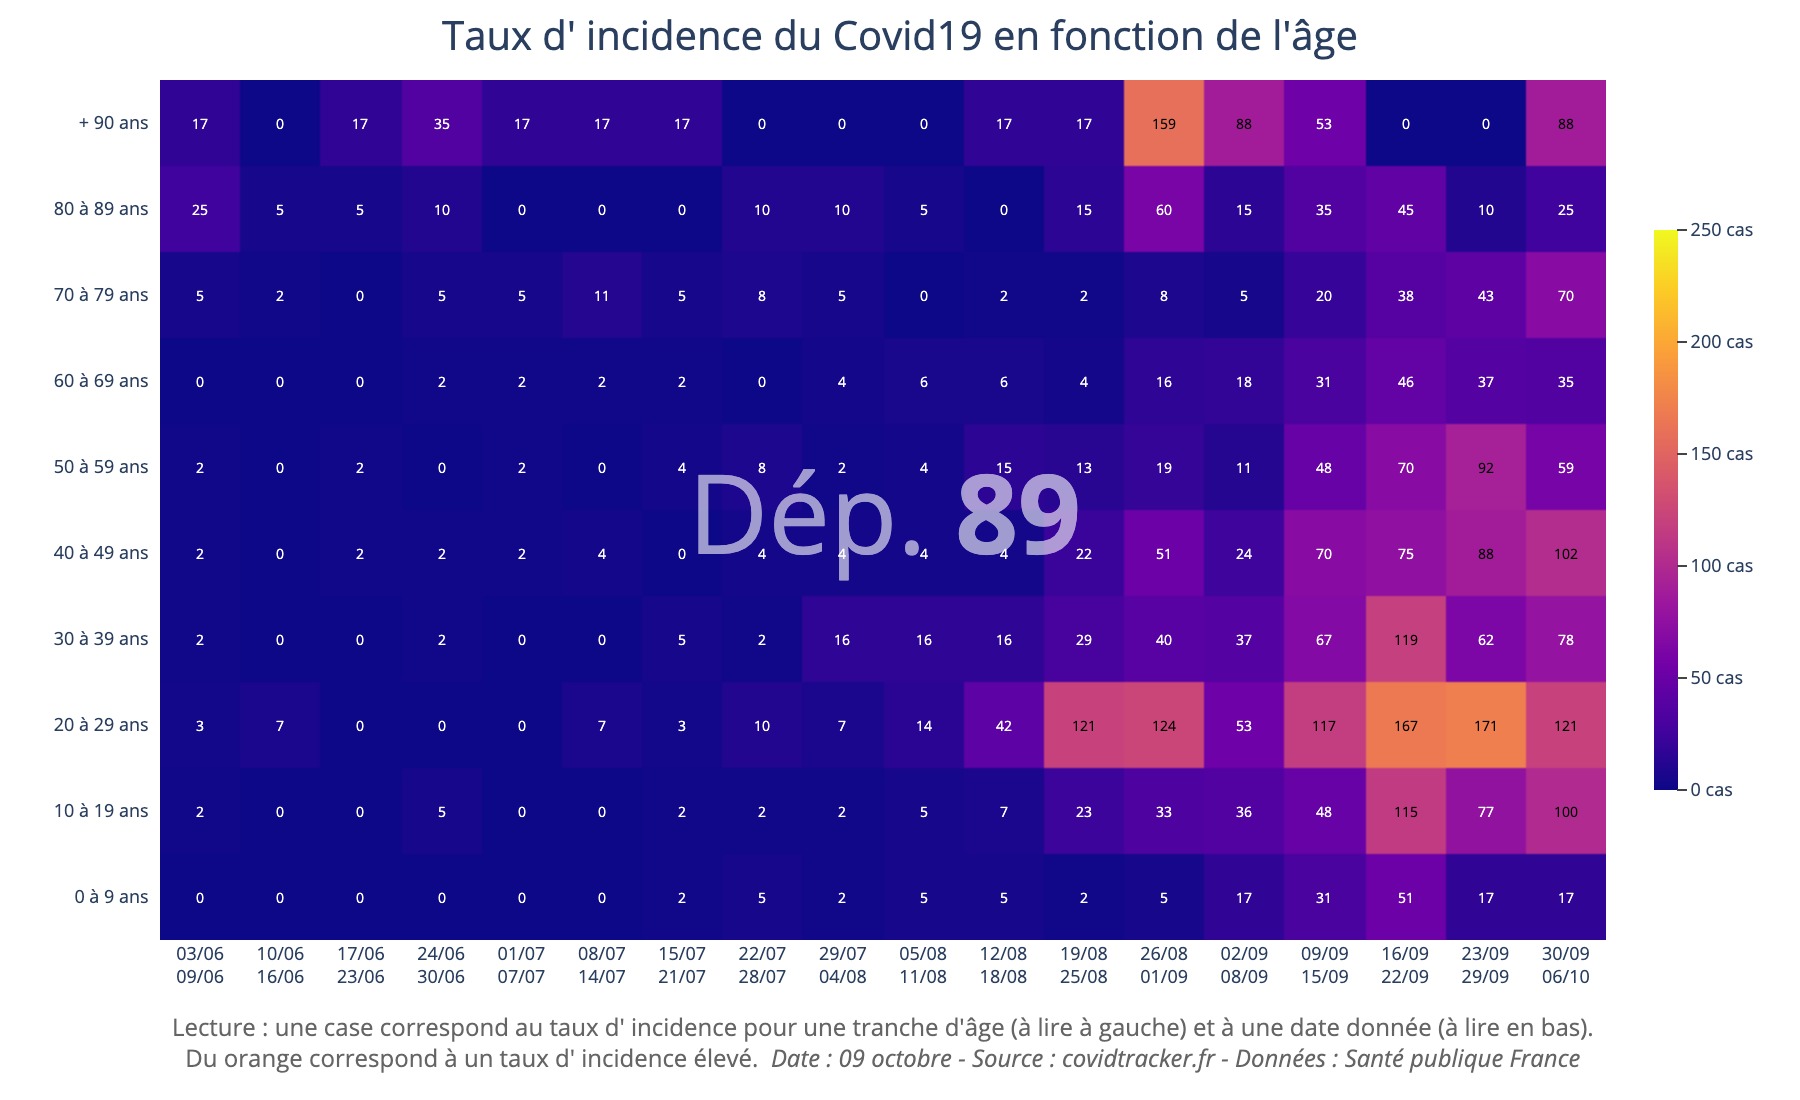 Taux d' incidence du Covid19 en fonction de l'âge
+ 90 ans 17 0 17 35 17 17 17 0 0 0 17 17 159 88 53 0 0 88
80 à 89 ans 25 5 5 10 0 0 0 10 10 5 0 15 60 15 35 45 10 25
250 cas
70 à 79 ans 5 2 0 5 5 11 5 8 5 0 2 2 8 5 20 38 43 70
200 cas
60 à 69 ans 0 0 0 2 2 2 2 0 4 6 6 4 16 18 31 46 37 35
150 cas
50 à 59 ans 2 0 2 0 2 0 4 8 2 4 15 13 19 11 48 70 92 59
Dép. 89
40 à 49 ans 2 0 2 2 2 4 0 4 4 4 4 22 51 24 70 75 88 102
100 cas
30 à 39 ans 2 0 0 2 0 0 5 2 16 16 16 29 40 37 67 119 62 78
50 cas
20 à 29 ans 3 7 0 0 0 7 3 10 7 14 42 121 124 53 117 167 171 121
0 cas
10 à 19 ans 2 0 0 5 0 0 2 2 2 5 7 23 33 36 48 115 77 100
0 à 9 ans 0 0 0 0 0 0 2 5 2 5 5 2 5 17 31 51 17 17
03/06 10/06 17/06 24/06 01/07 08/07 15/07 22/07 29/07 05/08 12/08 19/08 26/08 02/09 09/09 16/09 23/09 30/09
09/06 16/06 23/06 30/06 07/07 14/07 21/07 28/07 04/08 11/08 18/08 25/08 01/09 08/09 15/09 22/09 29/09 06/10
Lecture : une case correspond au taux d' incidence pour une tranche d'âge (à lire à gauche) et à une date donnée (à lire en bas).
Du orange correspond à un taux d' incidence élevé. Date : 09 octobre - Source : covidtracker.fr - Données : Santé publique France